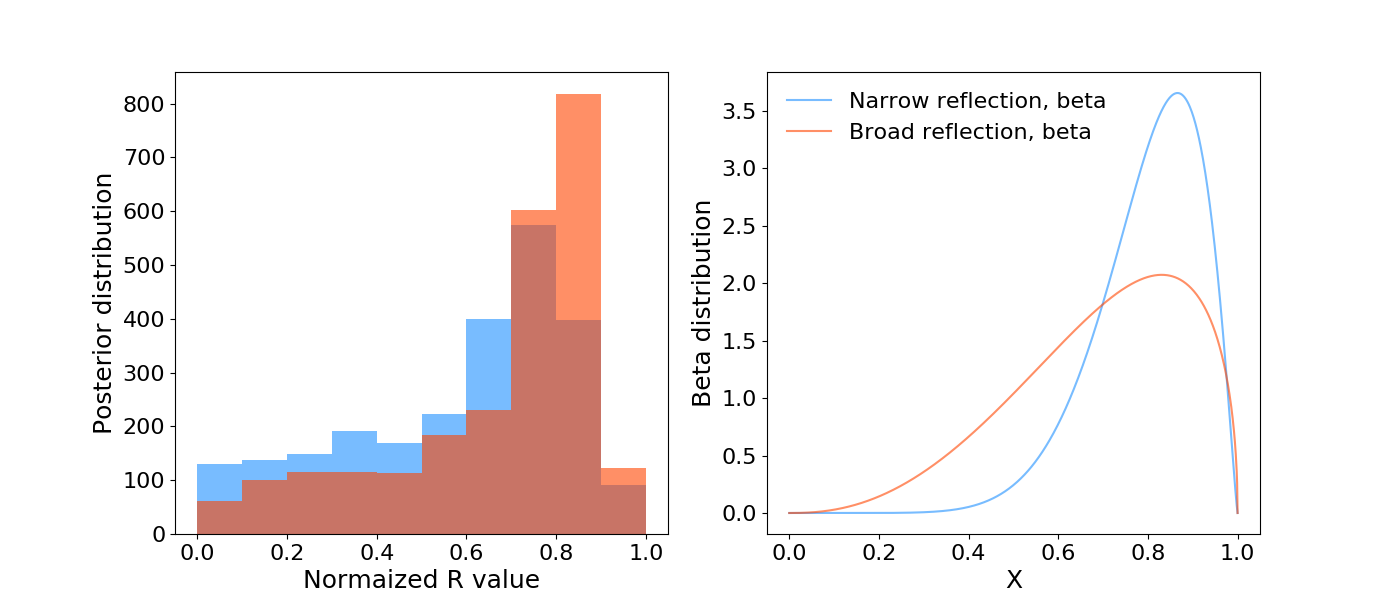 Posterior distribution
800
700
600
500
400
300
200
100
0
0.0 0.2 0.4 0.6 0.8 1.0
Normaized R value
Beta distribution
3.5
3.0
2.5
2.0
1.5
1.0
0.5
0.0
0.0 0.2 0.4 0.6 0.8 1.0
X
Narrow reflection, beta
Broad reflection, beta